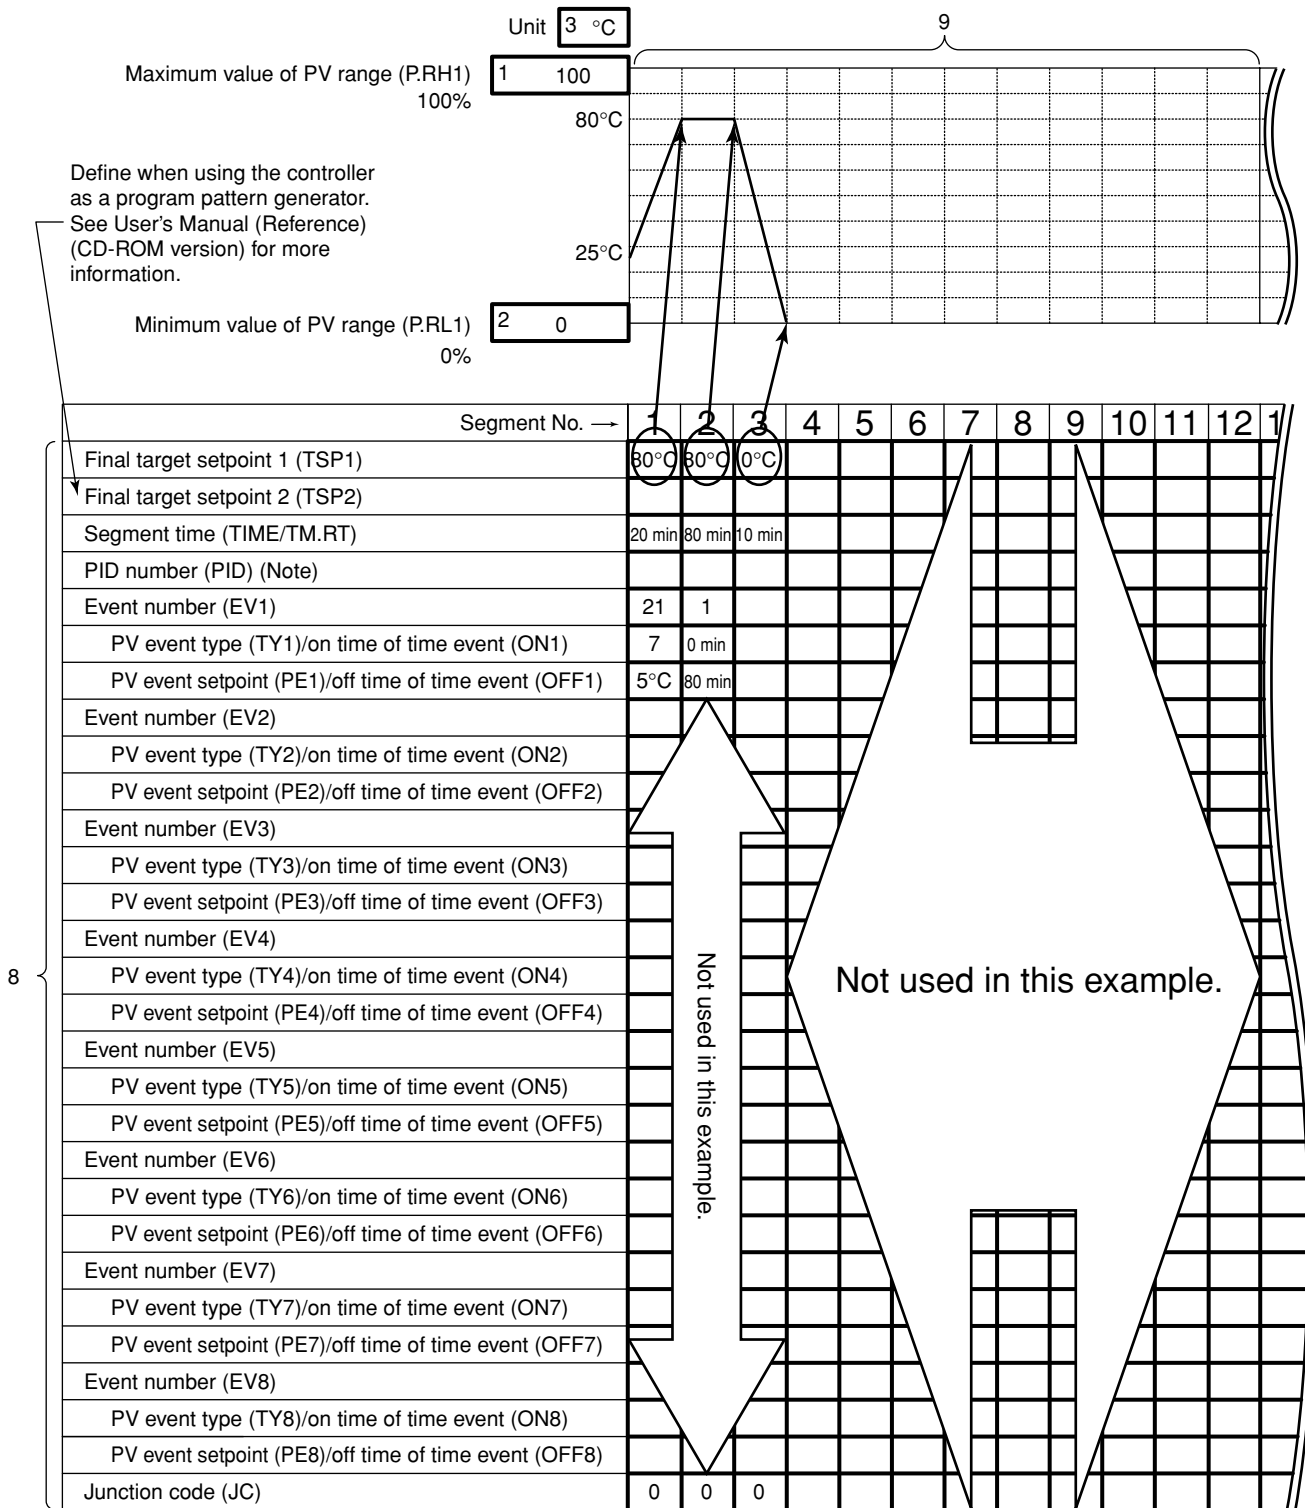 Unit 3 °C
9
Maximum value of PV range (P.RH1) 1 100
100%
80°C
Define when using the controller
as a program pattern generator.
See User's Manual (Reference)
(CD-ROM version) for more
information.
25°C
Minimum value of PV range (P.RL1) 2 0
0%
Segment No. → 1 2 3 4 5 6 7 8 9 10 11 12 1
Final target setpoint 1 (TSP1) 80°C 80°C 0°C
Final target setpoint 2 (TSP2)
Segment time (TIME/TM.RT) 20 min 80 min 10 min
PID number (PID) (Note)
Event number (EV1) 21 1
PV event type (TY1)/on time of time event (ON1) 7 0 min
PV event setpoint (PE1)/off time of time event (OFF1) 5°C 80 min
Event number (EV2)
PV event type (TY2)/on time of time event (ON2)
PV event setpoint (PE2)/off time of time event (OFF2)
Event number (EV3)
PV event type (TY3)/on time of time event (ON3)
PV event setpoint (PE3)/off time of time event (OFF3)
Event number (EV4)
8
PV event type (TY4)/on time of time event (ON4)
Not used in this example.
Not used in this example.
PV event setpoint (PE4)/off time of time event (OFF4)
Event number (EV5)
PV event type (TY5)/on time of time event (ON5)
PV event setpoint (PE5)/off time of time event (OFF5)
Event number (EV6)
PV event type (TY6)/on time of time event (ON6)
PV event setpoint (PE6)/off time of time event (OFF6)
Event number (EV7)
PV event type (TY7)/on time of time event (ON7)
PV event setpoint (PE7)/off time of time event (OFF7)
Event number (EV8)
PV event type (TY8)/on time of time event (ON8)
PV event setpoint (PE8)/off time of time event (OFF8)
Junction code (JC) 0 0 0